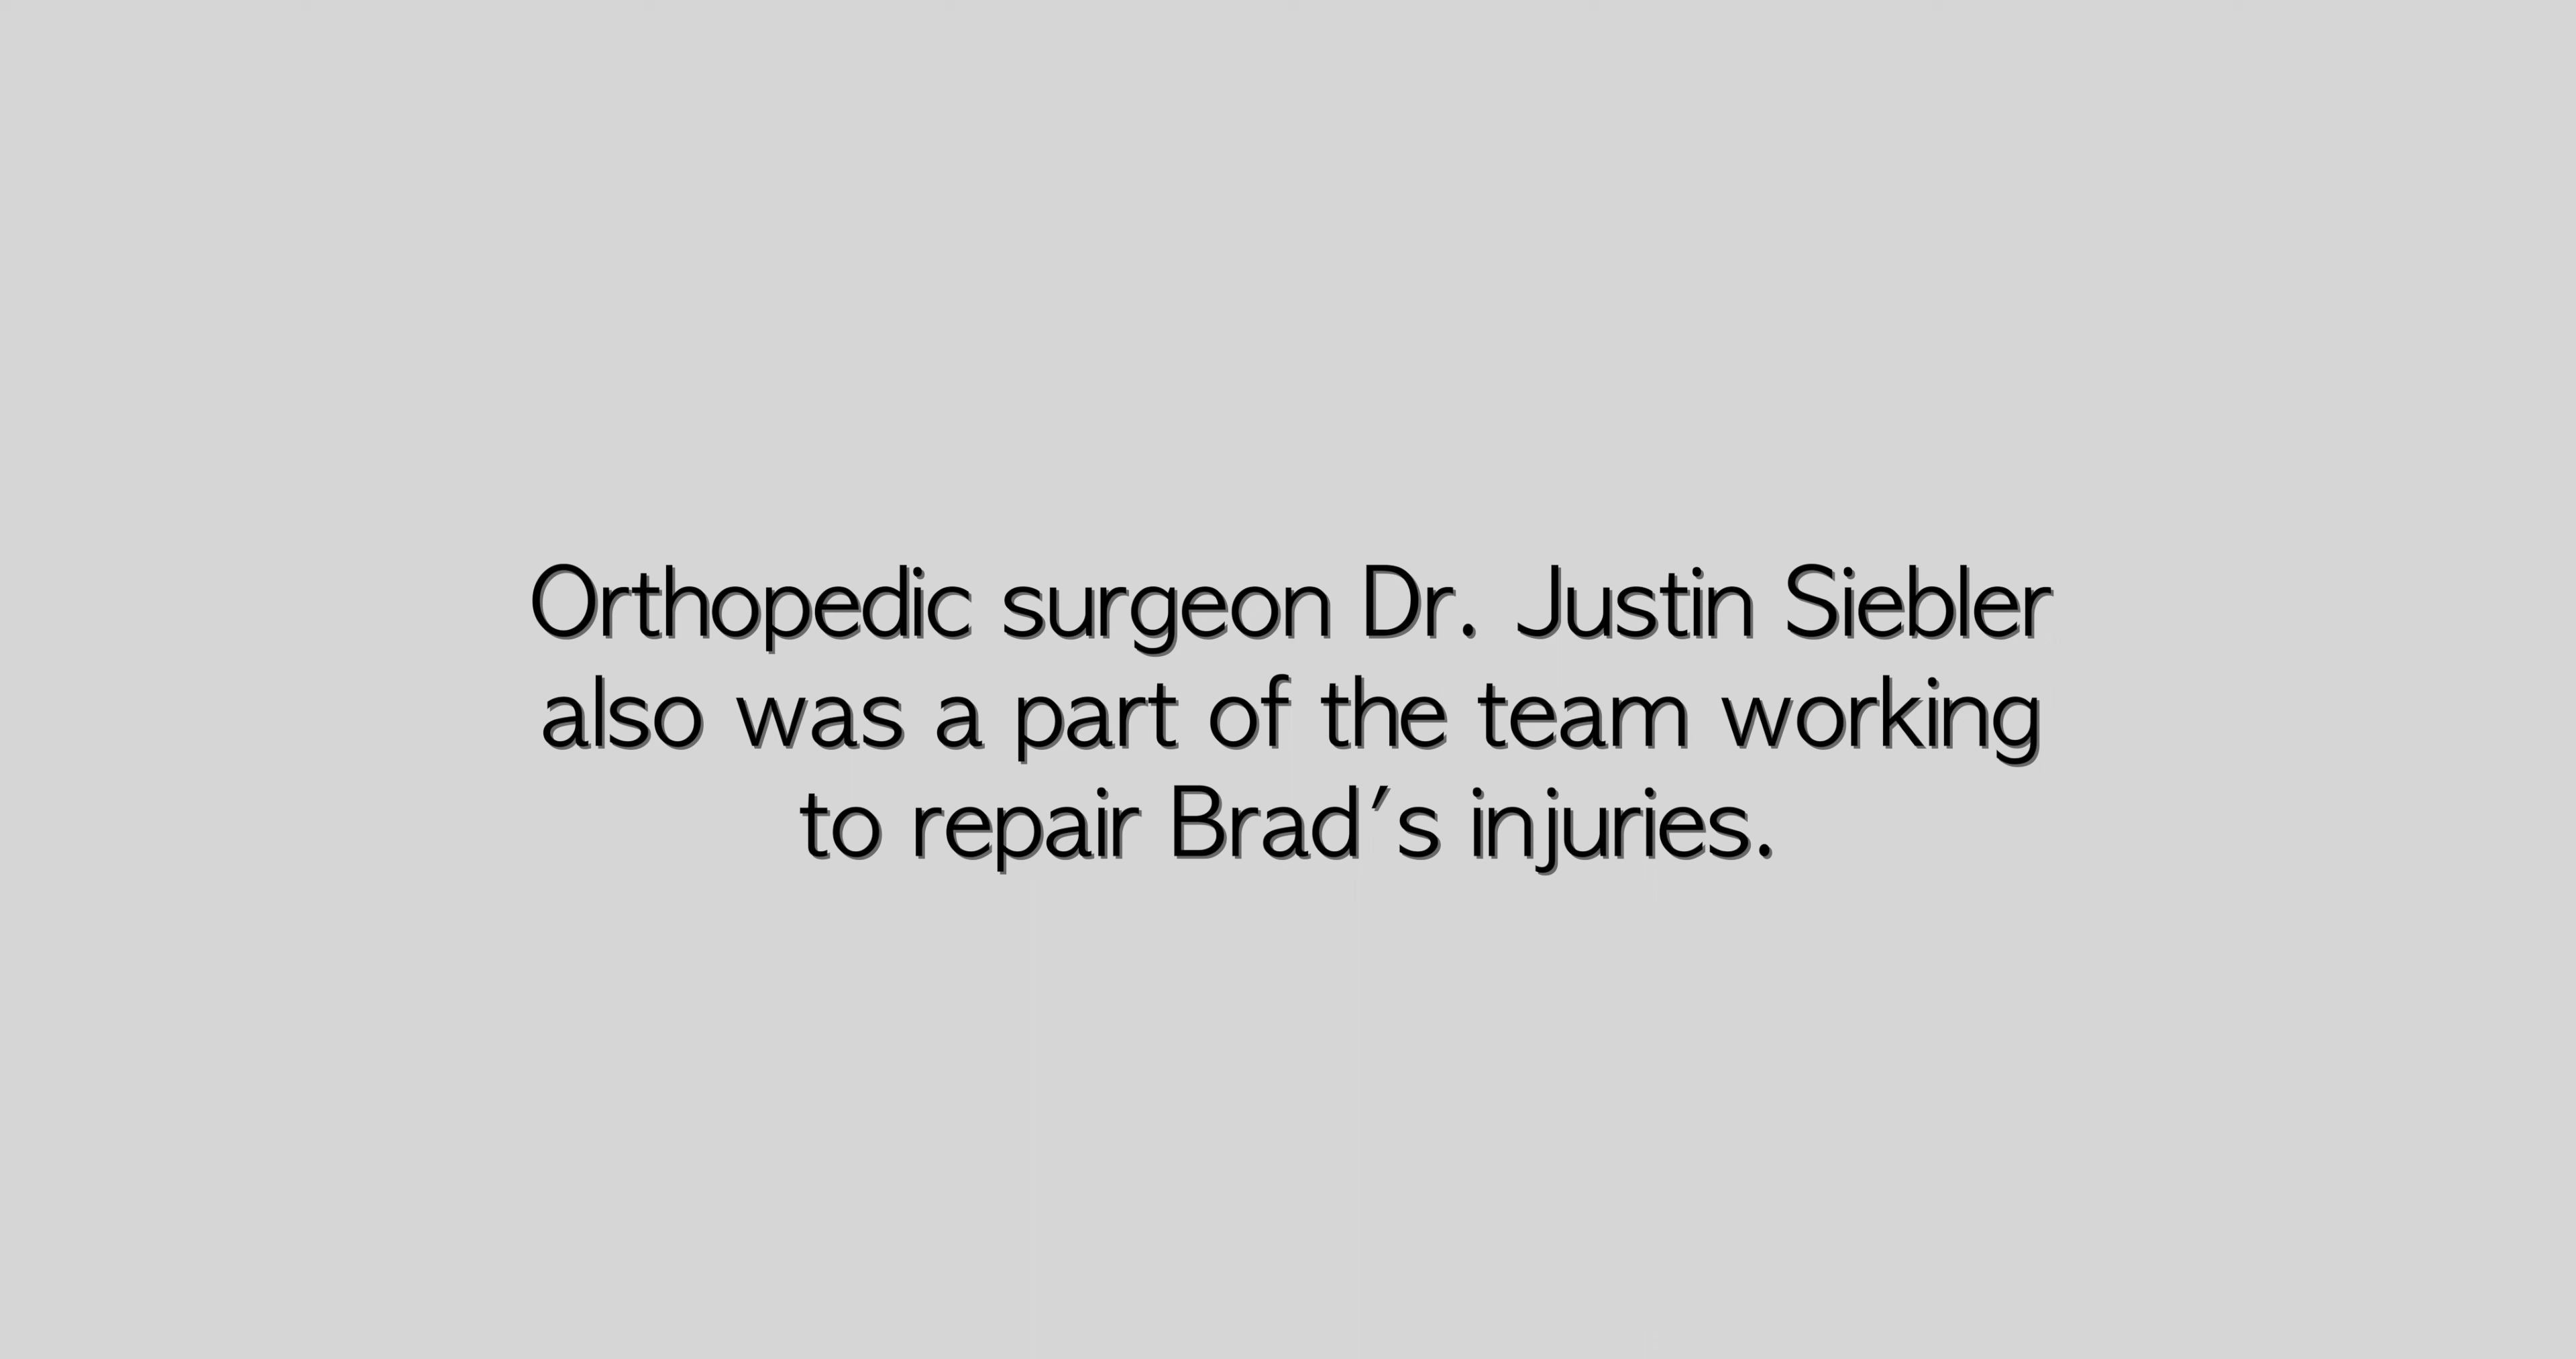 Orthopedic surgeon Dr. Justin Siebler
also was a part of the team working
to repair Brad's injuries.